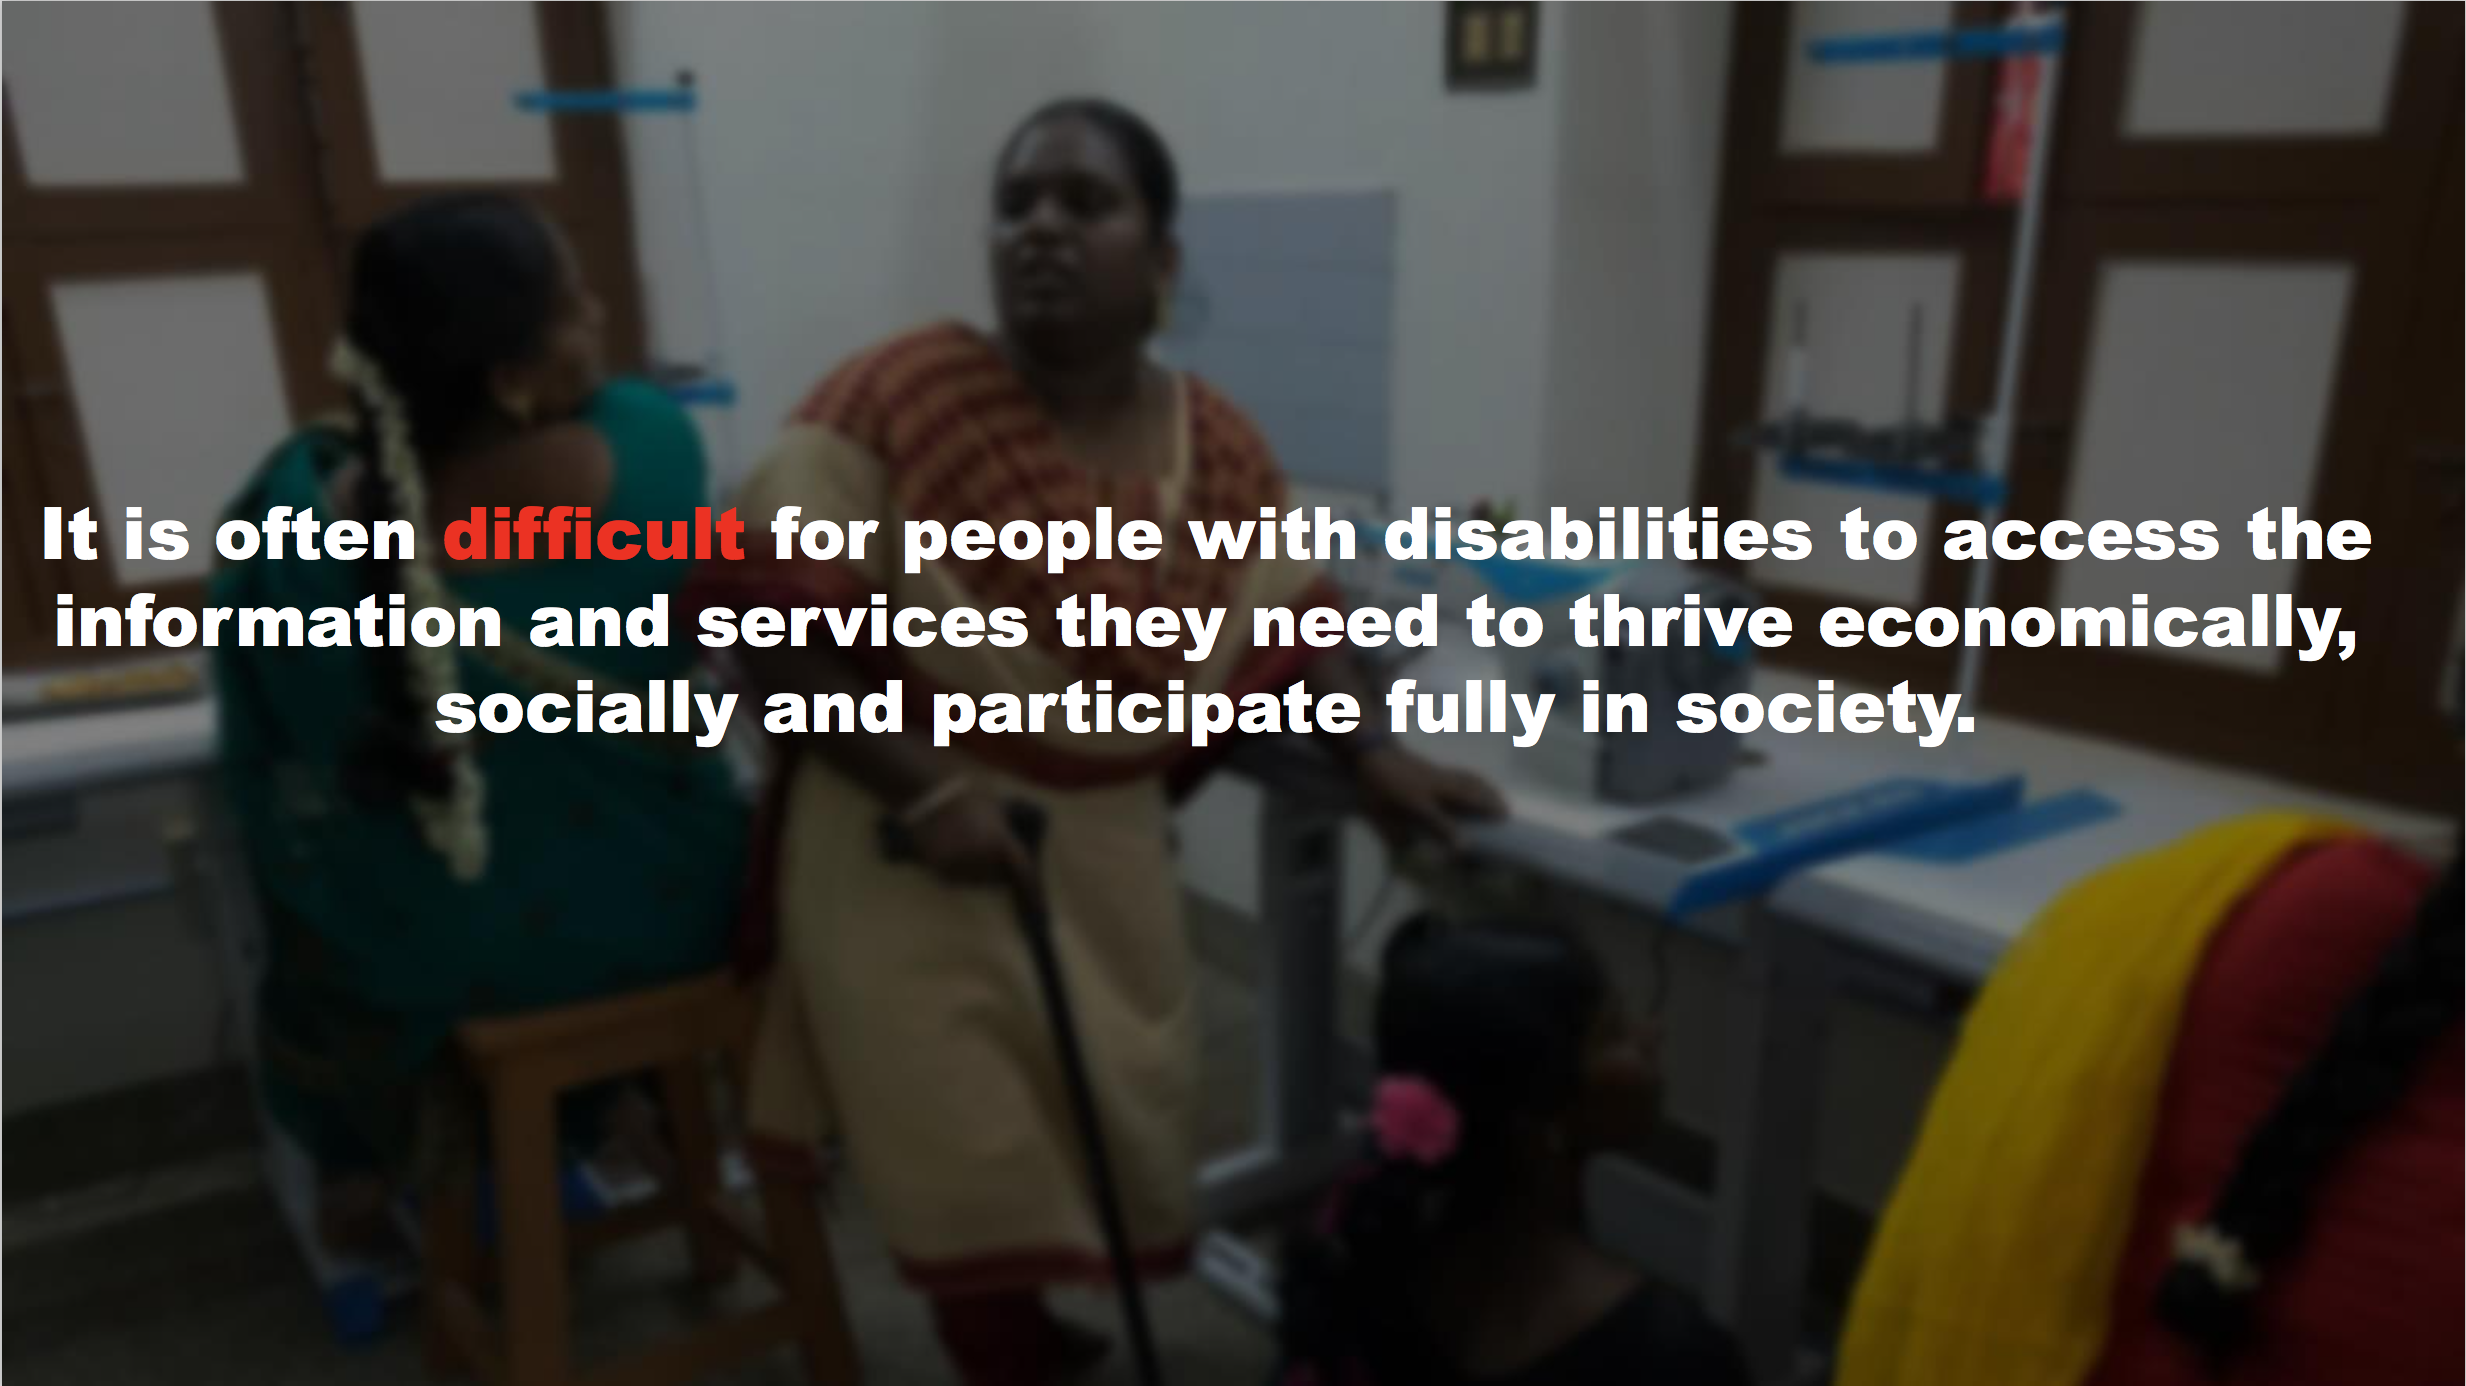 It is often difficult for people with disabilities to access the
information and services they need to thrive economically,
socially and participate fully in society.